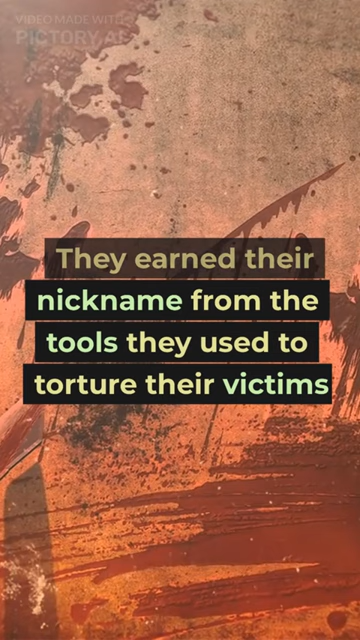 VIDEO MADE WITH
PICTORY.AI
They earned their
nickname from the
tools they used to
torture their victims